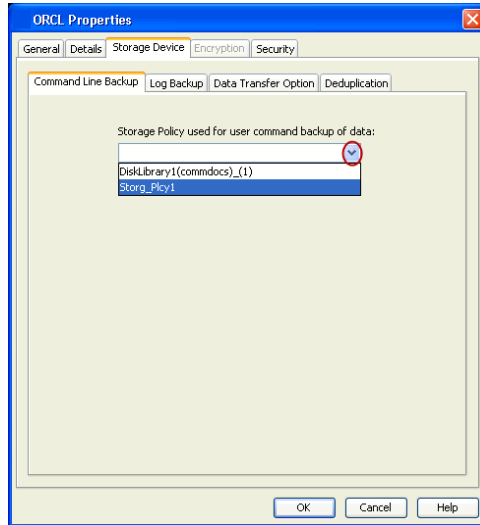 ORCL Properties
General Details Storage Device Encryption Security
Command Line Backup Log Backup Data Transfer Option Deduplication
Storage Policy used for user command backup of data:
DiskLibrary1(commdocs)_(1)
Storg_Plcy1
OK Cancel Help